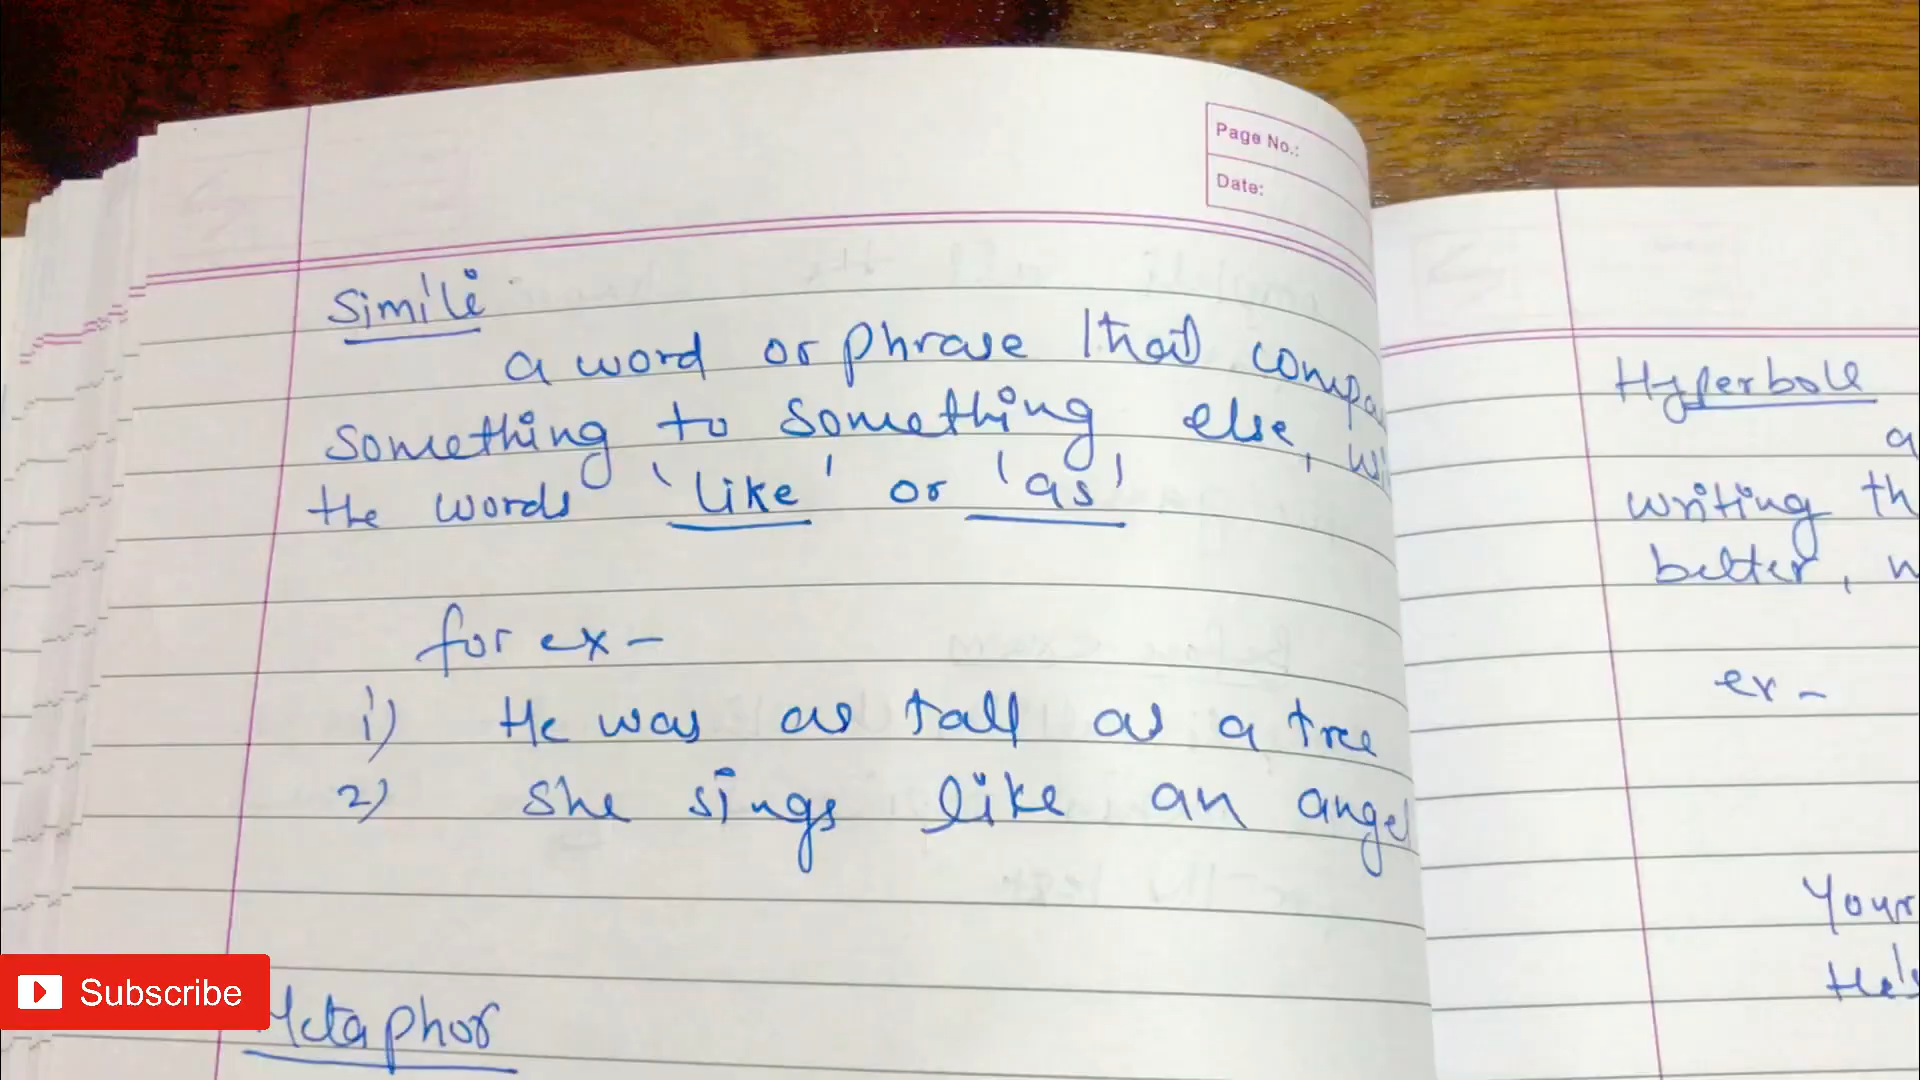 Page No.:
Date:
Simile
a word or phrase that compa
something to something else, wi
the words 'like' or 'as'
for ex-
1) He was as tall as a tree
2) She sings like an angel
Metaphor
Hyperbole
a
writing th
better, w
ex-
Your
He's
Subscribe